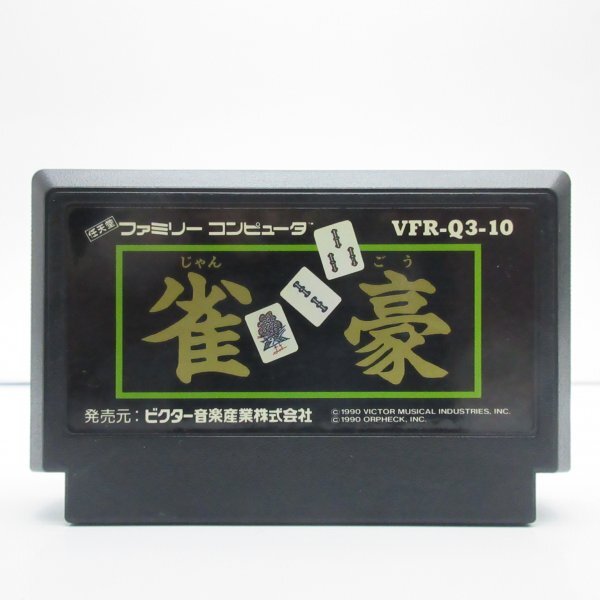 任天堂 ファミリー コンピュータ™ VFR-Q3-10
じゃん ごう
雀豪
発売元:ビクター音楽産業株式会社
©1990 VICTOR MUSICAL INDUSTRIES, INC.
©1990 ORPHECK, INC.